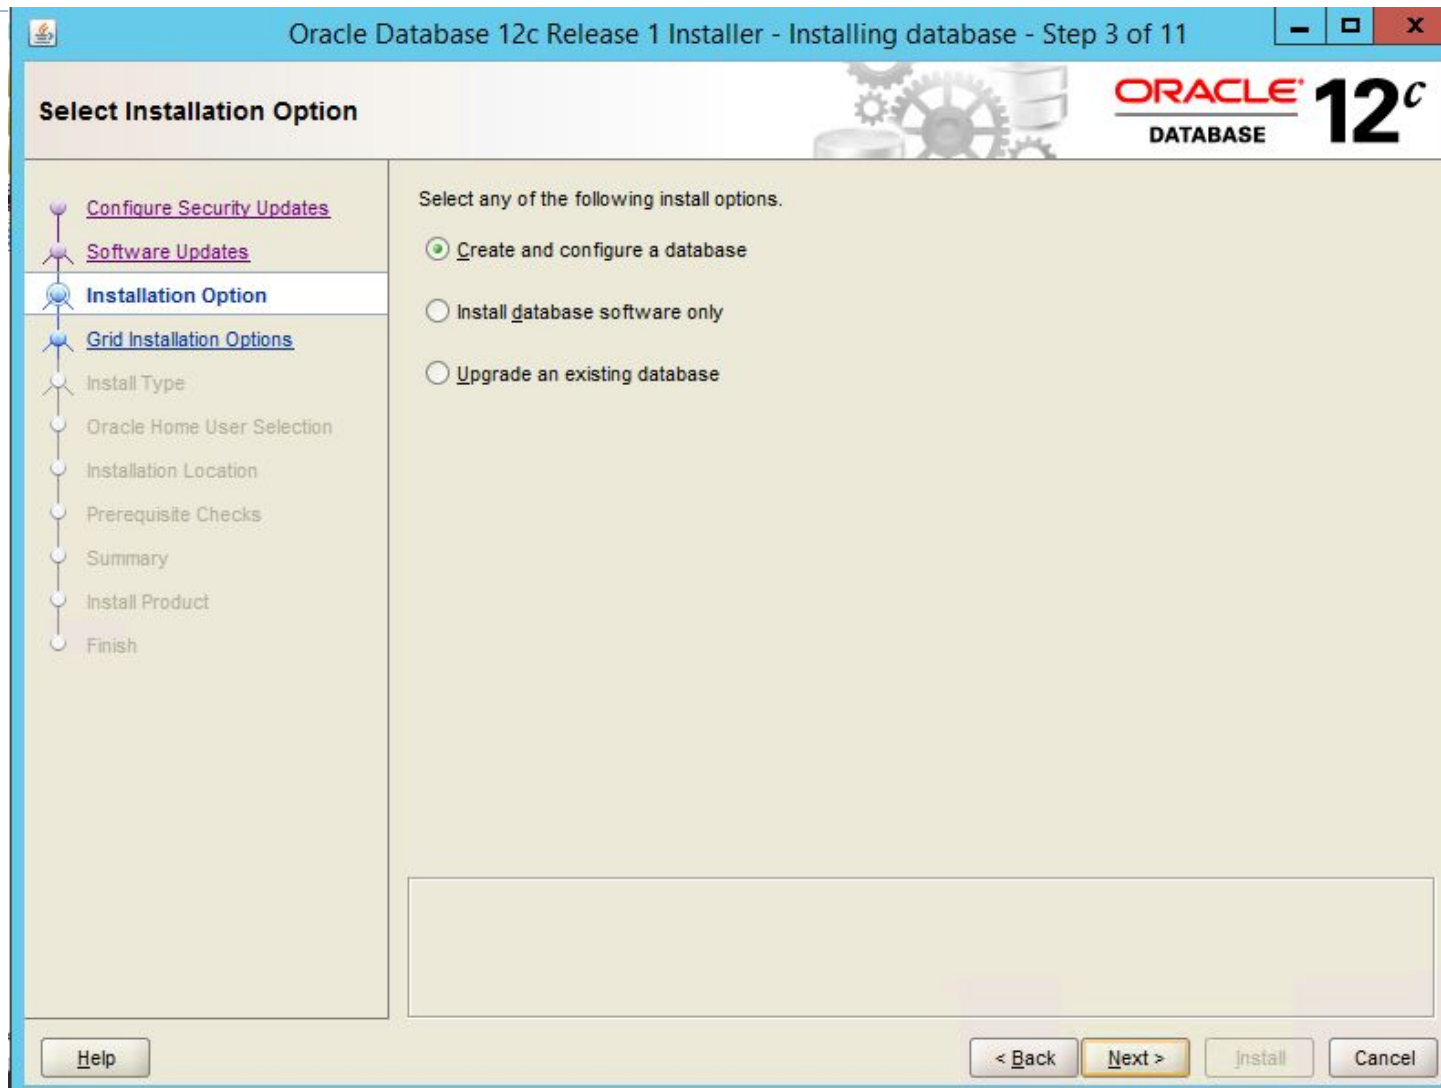 Oracle Database 12c Release 1 Installer - Installing database - Step 3 of 11
Select Installation Option
ORACLE
DATABASE
12c
Configure Security Updates
Software Updates
Installation Option
Grid Installation Options
Install Type
Oracle Home User Selection
Installation Location
Prerequisite Checks
Summary
Install Product
Finish
Select any of the following install options.
Create and configure a database
Install database software only
Upgrade an existing database
Help
< Back
Next >
Install
Cancel